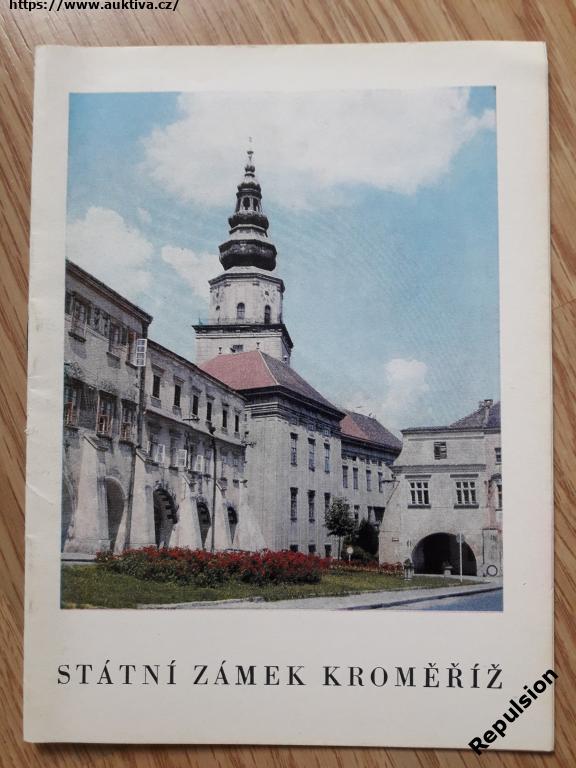 https://www.auktiva.cz/
STÁTNÍ ZÁMEK KROMĚŘÍŽ
Repulsion